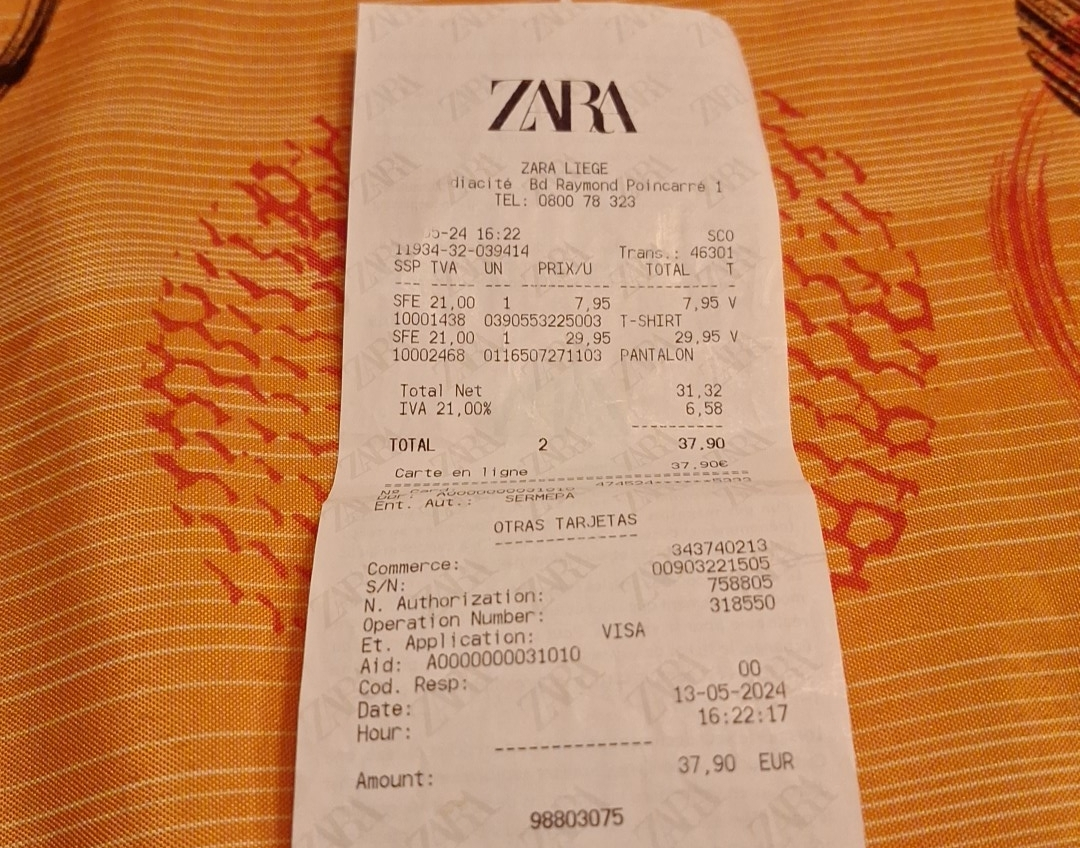 ZARA
ZARA LIEGE
diacité Bd Raymond Poincarré 1
TEL: 0800 78 323
5-24 16:22 SCO
11934-32-039414 Trans.: 46301
SSP TVA UN PRIX/U TOTAL T
SFE 21,00 1 7,95 7,95 V
10001438 0390553225003 T-SHIRT
SFE 21,00 1 29,95 29,95 V
10002468 0116507271103 PANTALON
Total Net 31,32
IVA 21,00% 6,58
TOTAL 2 37,90
Carte en ligne 37,90€
Ent. Aut.: SERMEPA
OTRAS TARJETAS
Commerce: 343740213
S/N: 00903221505
N. Authorization: 758805
Operation Number: 318550
Et. Application: VISA
Aid: A0000000031010
Cod. Resp: 00
Date: 13-05-2024
Hour: 16:22:17
Amount: 37,90 EUR
98803075